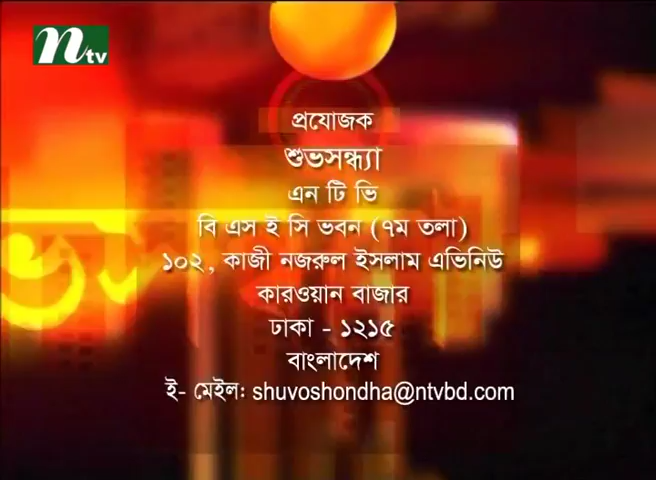 ntv
প্রযোজক
শুভসন্ধ্যা
এন টি ভি
বি এস ই সি ভবন (৭ম তলা)
১০২, কাজী নজরুল ইসলাম এভিনিউ
কারওয়ান বাজার
ঢাকা - ১২১৫
বাংলাদেশ
ই- মেইল: shuvoshondha@ntvbd.com